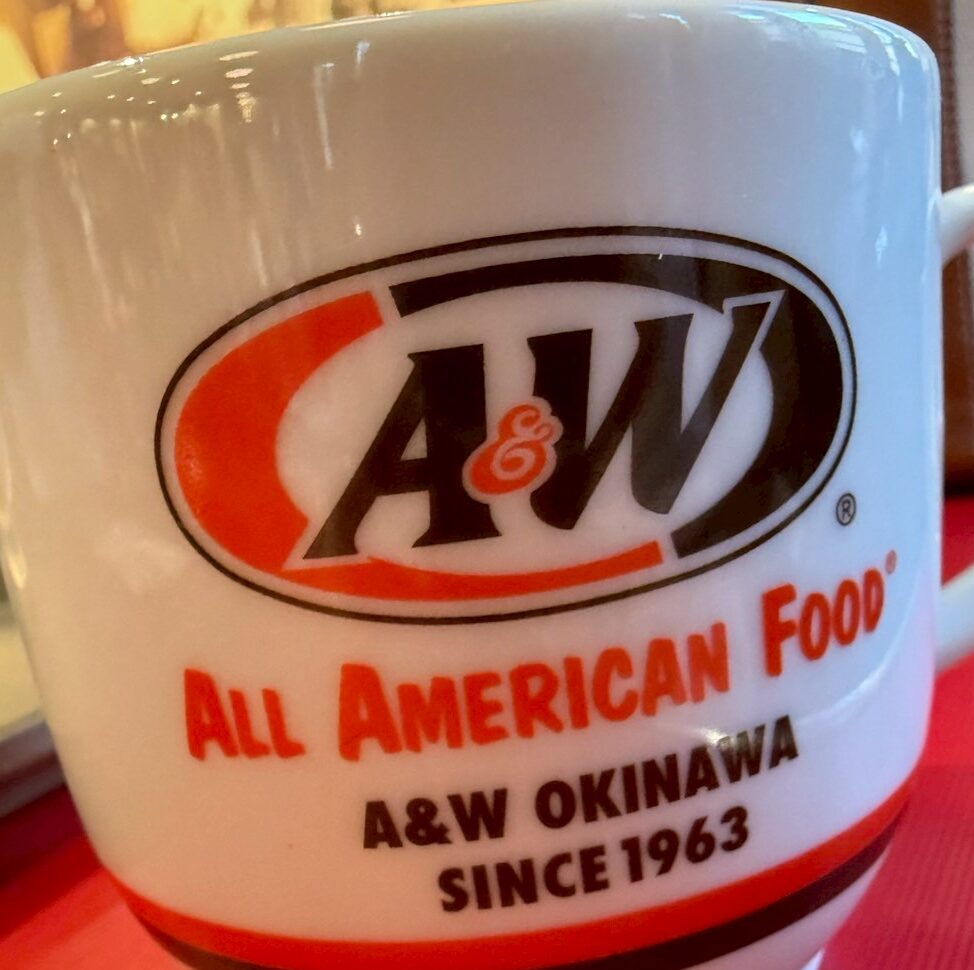 A&W®
ALL AMERICAN FOOD
A&W OKINAWA
SINCE 1963